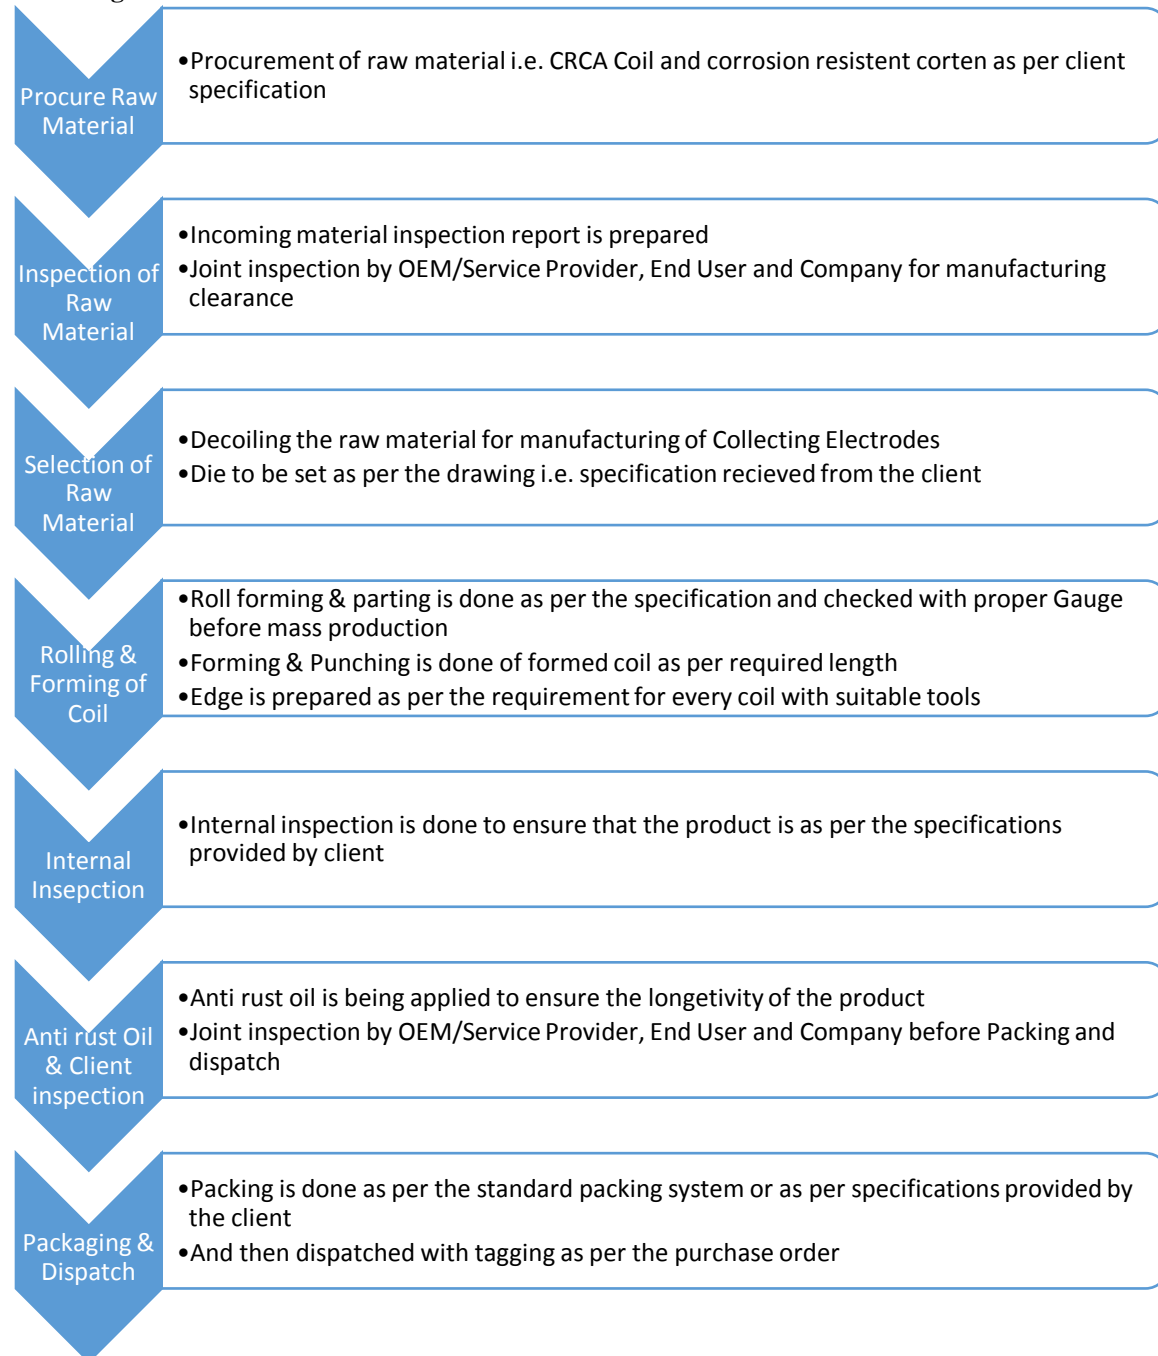 Procure Raw
Material
•Procurement of raw material i.e. CRCA Coil and corrosion resistent corten as per client
specification
Inspection of
Raw
Material
•Incoming material inspection report is prepared
•Joint inspection by OEM/Service Provider, End User and Company for manufacturing
clearance
Selection of
Raw
Material
•Decoiling the raw material for manufacturing of Collecting Electrodes
•Die to be set as per the drawing i.e. specification recieved from the client
Rolling &
Forming of
Coil
•Roll forming & parting is done as per the specification and checked with proper Gauge
before mass production
•Forming & Punching is done of formed coil as per required length
•Edge is prepared as per the requirement for every coil with suitable tools
Internal
Insepction
•Internal inspection is done to ensure that the product is as per the specifications
provided by client
Anti rust Oil
& Client
inspection
•Anti rust oil is being applied to ensure the longetivity of the product
•Joint inspection by OEM/Service Provider, End User and Company before Packing and
dispatch
Packaging &
Dispatch
•Packing is done as per the standard packing system or as per specifications provided by
the client
•And then dispatched with tagging as per the purchase order